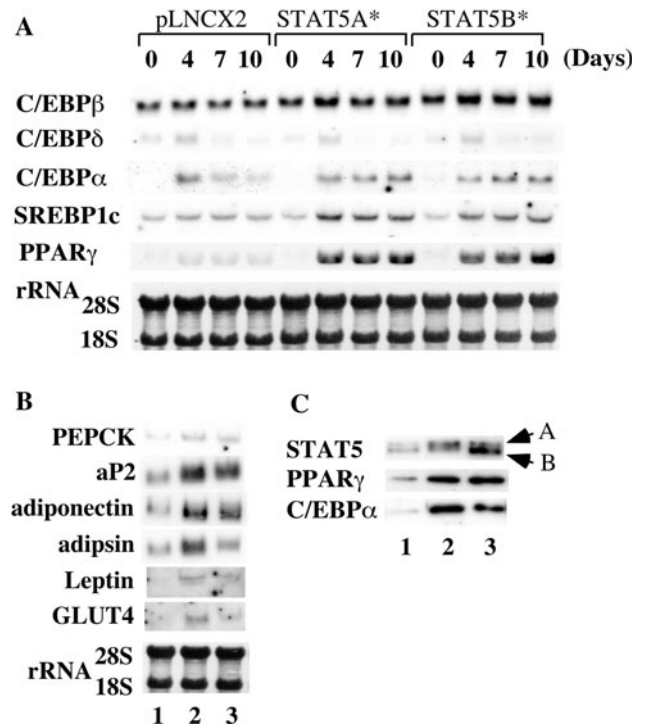 A
pLNCX2 STAT5A* STAT5B*
0 4 7 10 0 4 7 10 0 4 7 10 (Days)
C/EBPβ
C/EBPδ
C/EBPα
SREBP1c
PPARγ
rRNA 28S
18S
B
PEPCK
aP2
adiponectin
adipsin
Leptin
GLUT4
rRNA 28S
18S
1 2 3
C
STAT5 A
B
PPARγ
C/EBPα
1 2 3